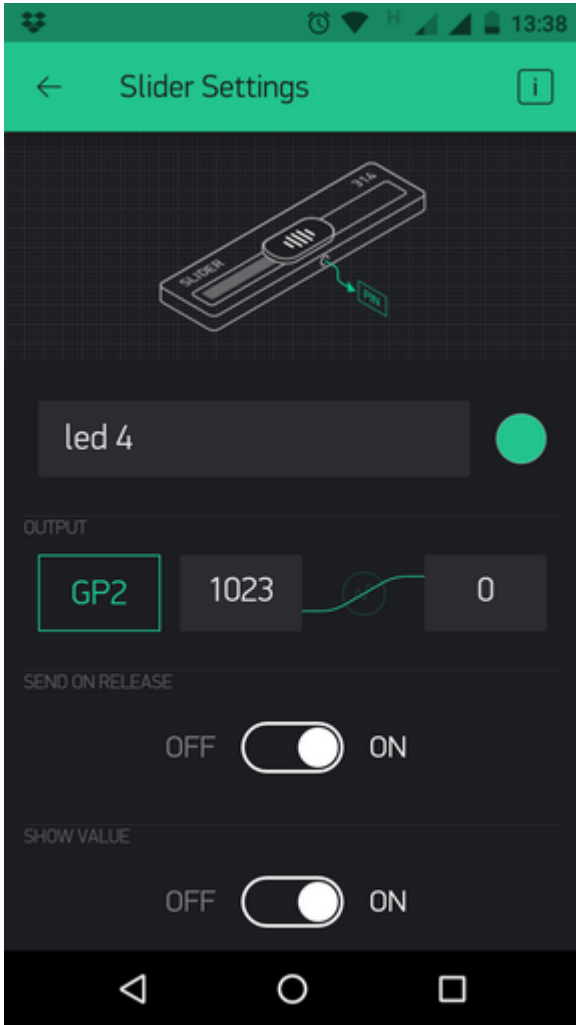 H 13:38
Slider Settings i
SLIDER 314
PIN
led 4
OUTPUT
GP2 1023 0
SEND ON RELEASE
OFF ON
SHOW VALUE
OFF ON